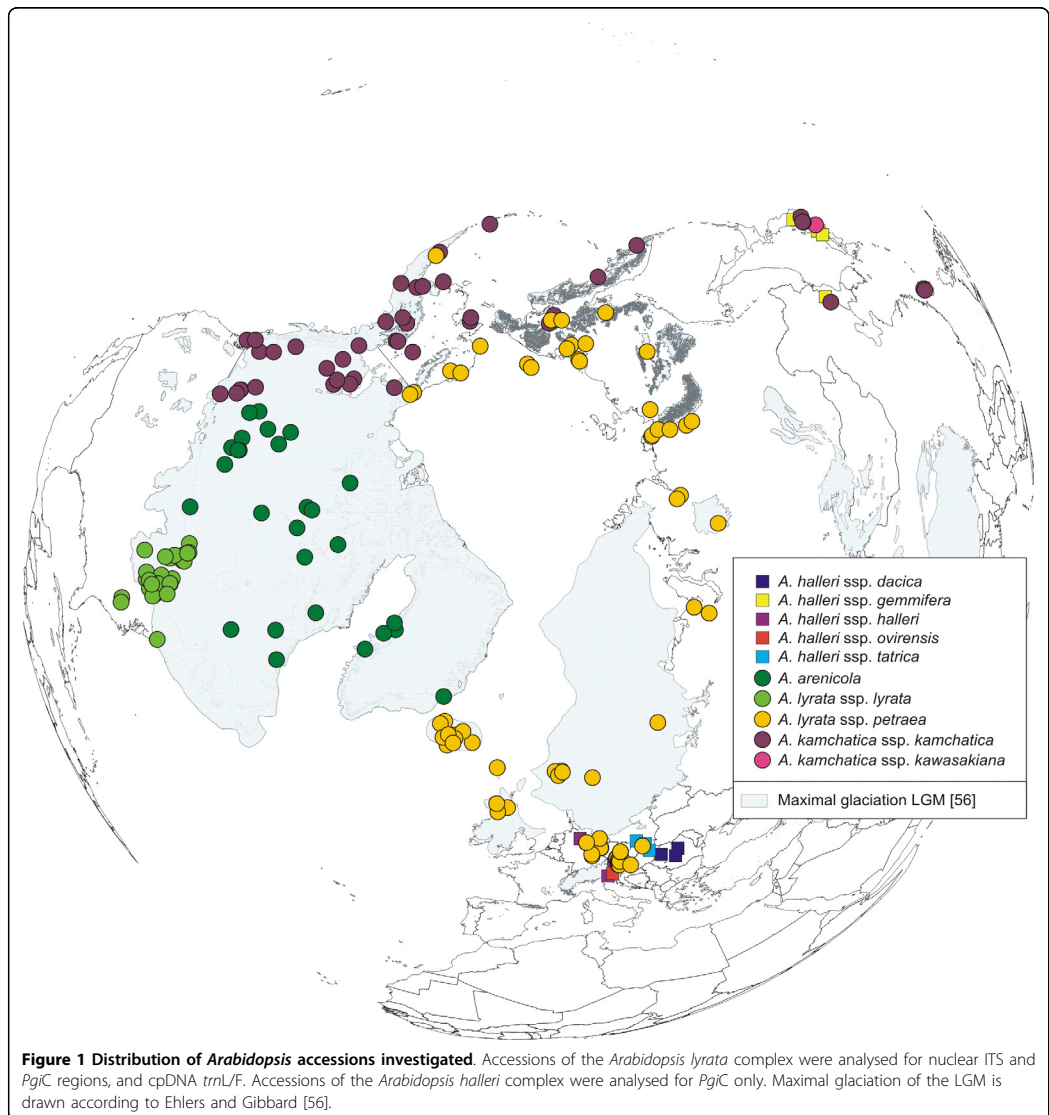 A. halleri ssp. dacica
A. halleri ssp. gemmifera
A. halleri ssp. halleri
A. halleri ssp. ovirensis
A. halleri ssp. tatrica
A. arenicola
A. lyrata ssp. lyrata
A. lyrata ssp. petraea
A. kamchatica ssp. kamchatica
A. kamchatica ssp. kawasakiana
Maximal glaciation LGM [56]
Figure 1 Distribution of Arabidopsis accessions investigated. Accessions of the Arabidopsis lyrata complex were analysed for nuclear ITS and
PgiC regions, and cpDNA trnL/F. Accessions of the Arabidopsis halleri complex were analysed for PgiC only. Maximal glaciation of the LGM is
drawn according to Ehlers and Gibbard [56].